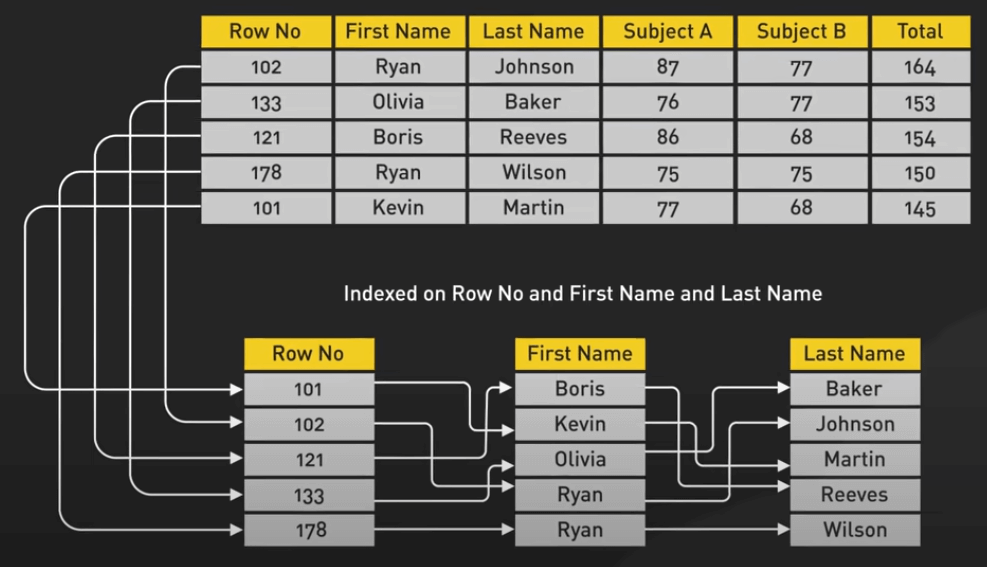 Row No First Name Last Name Subject A Subject B Total
102 Ryan Johnson 87 77 164
133 Olivia Baker 76 77 153
121 Boris Reeves 86 68 154
178 Ryan Wilson 75 75 150
101 Kevin Martin 77 68 145
Indexed on Row No and First Name and Last Name
Row No First Name Last Name
101 Boris Baker
102 Kevin Johnson
121 Olivia Martin
133 Ryan Reeves
178 Ryan Wilson